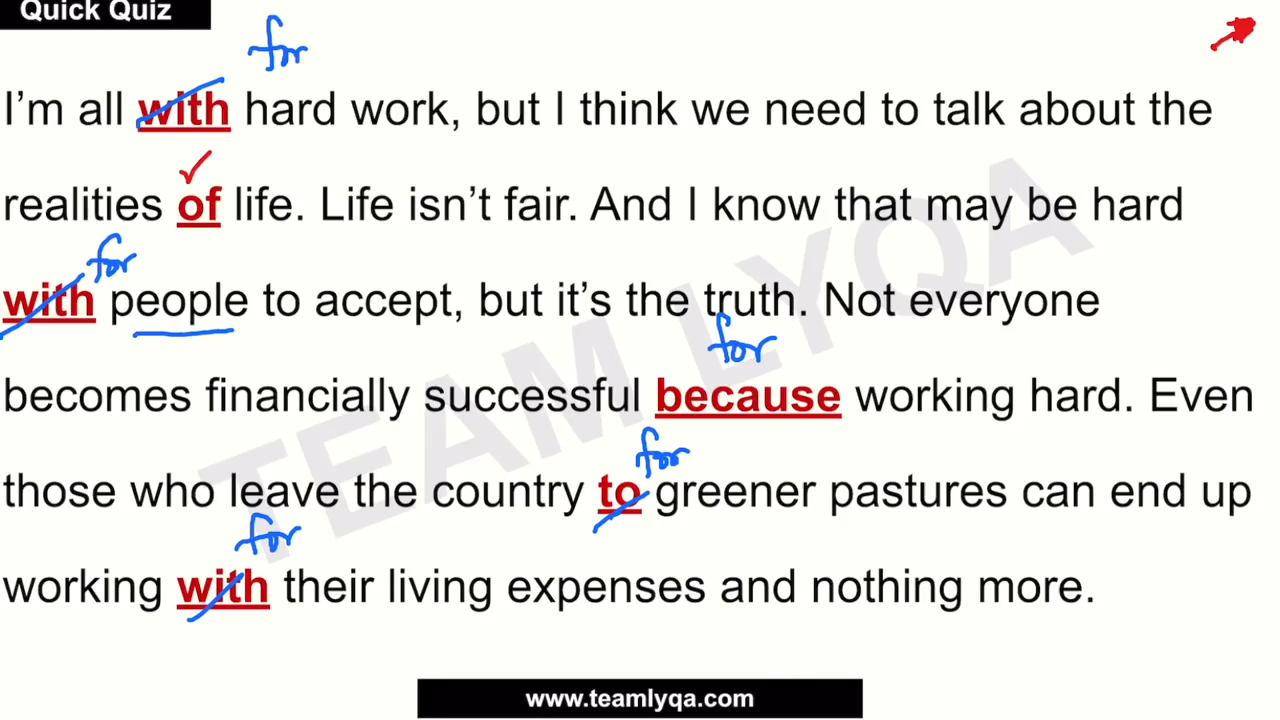 Quick Quiz
for
I'm all with hard work, but I think we need to talk about the
realities of life. Life isn't fair. And I know that may be hard
for
with people to accept, but it's the truth. Not everyone
for
becomes financially successful because working hard. Even
for
those who leave the country to greener pastures can end up
for
working with their living expenses and nothing more.
TEAM LYQA
www.teamlyqa.com